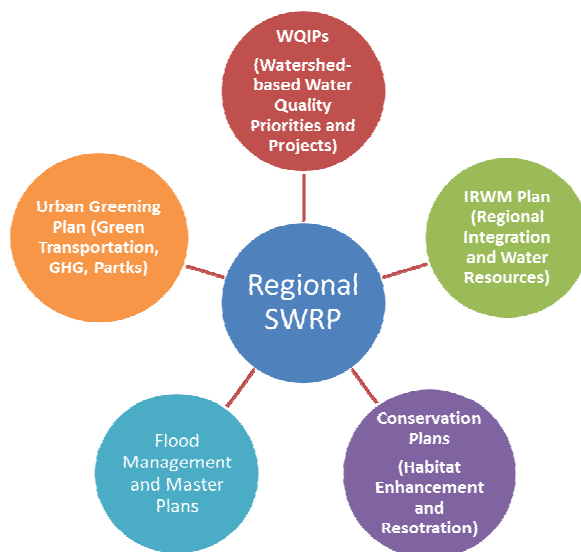 WQIPs
(Watershed-
based Water
Quality
Priorities and
Projects)
Urban Greening
Plan (Green
Transportation,
GHG, Partks)
IRWM Plan
(Regional
Integration
and Water
Resources)
Regional
SWRP
Flood
Management
and Master
Plans
Conservation
Plans
(Habitat
Enhancement
and
Resotration)